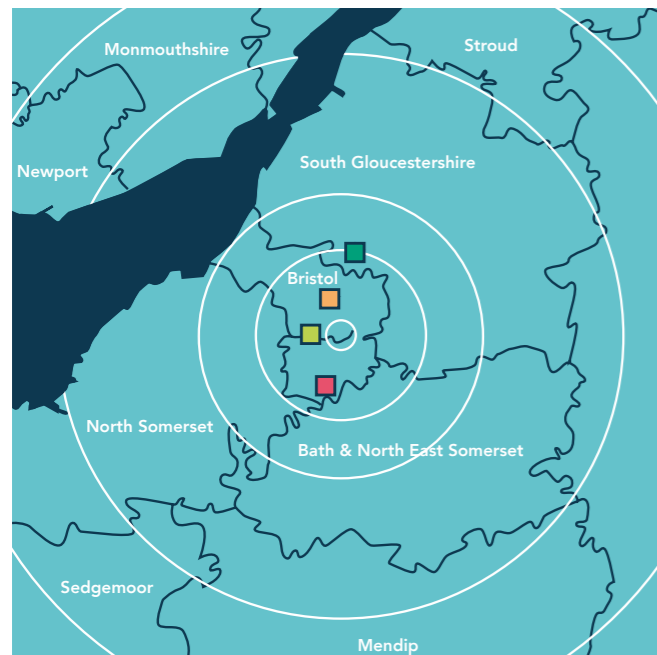 Stroud
Monmouthshire
South Gloucestershire
Newport
Bristol
North Somerset
Bath & North East Somerset
Sedgemoor
Mendip